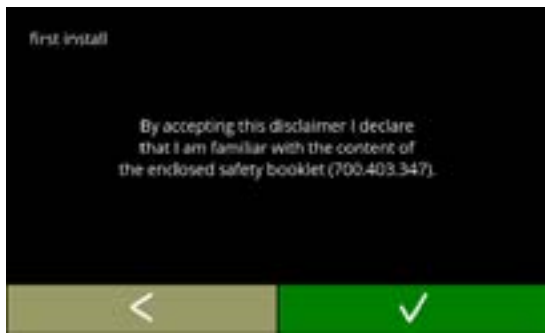 first install
By accepting this disclaimer I declare
that I am familiar with the content of
the enclosed safety booklet (700.403.347).